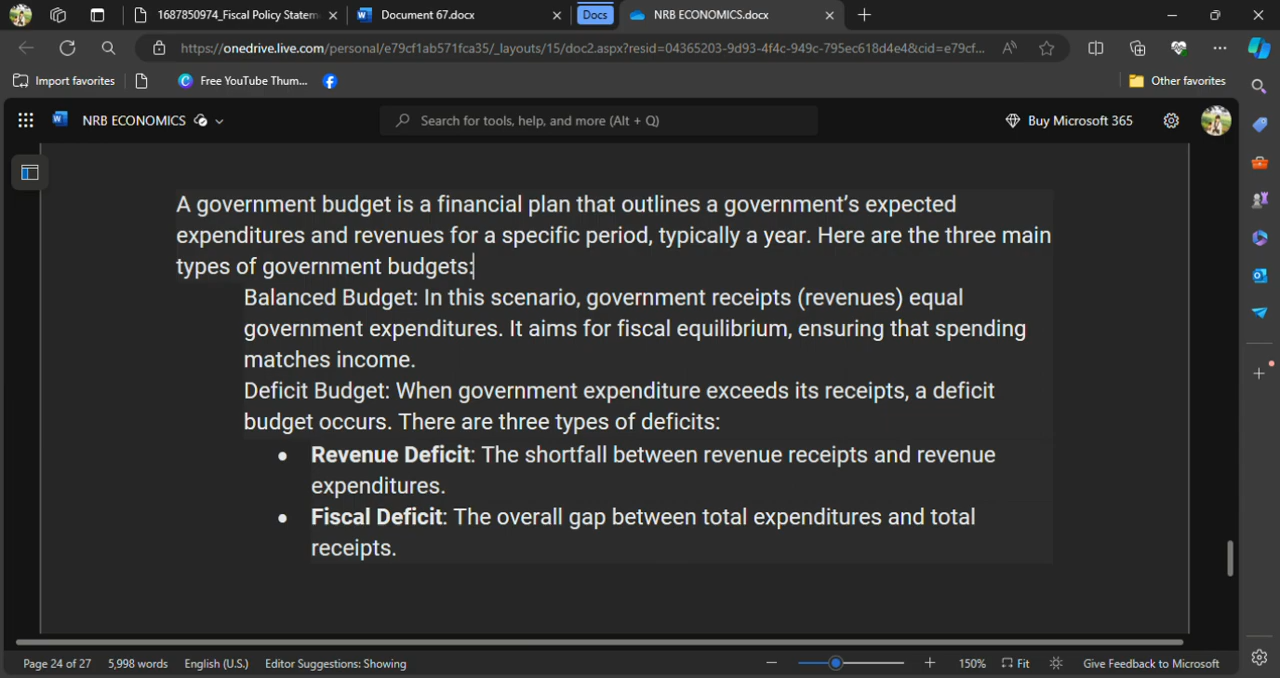 1687850974_Fiscal Policy Statem
Document 67.docx
Docs
NRB ECONOMICS.docx
https://onedrive.live.com/personal/e79cf1ab571fca35/_layouts/15/doc2.aspx?resid=04365203-9d93-4f4c-949c-795ec618d4e4&cid=e79cf...
Import favorites
Free YouTube Thum...
Other favorites
NRB ECONOMICS
Search for tools, help, and more (Alt + Q)
Buy Microsoft 365
A government budget is a financial plan that outlines a government’s expected
expenditures and revenues for a specific period, typically a year. Here are the three main
types of government budgets:
Balanced Budget: In this scenario, government receipts (revenues) equal
government expenditures. It aims for fiscal equilibrium, ensuring that spending
matches income.
Deficit Budget: When government expenditure exceeds its receipts, a deficit
budget occurs. There are three types of deficits:
• Revenue Deficit: The shortfall between revenue receipts and revenue
expenditures.
• Fiscal Deficit: The overall gap between total expenditures and total
receipts.
Page 24 of 27
5,998 words
English (U.S.)
Editor Suggestions: Showing
150%
Fit
Give Feedback to Microsoft